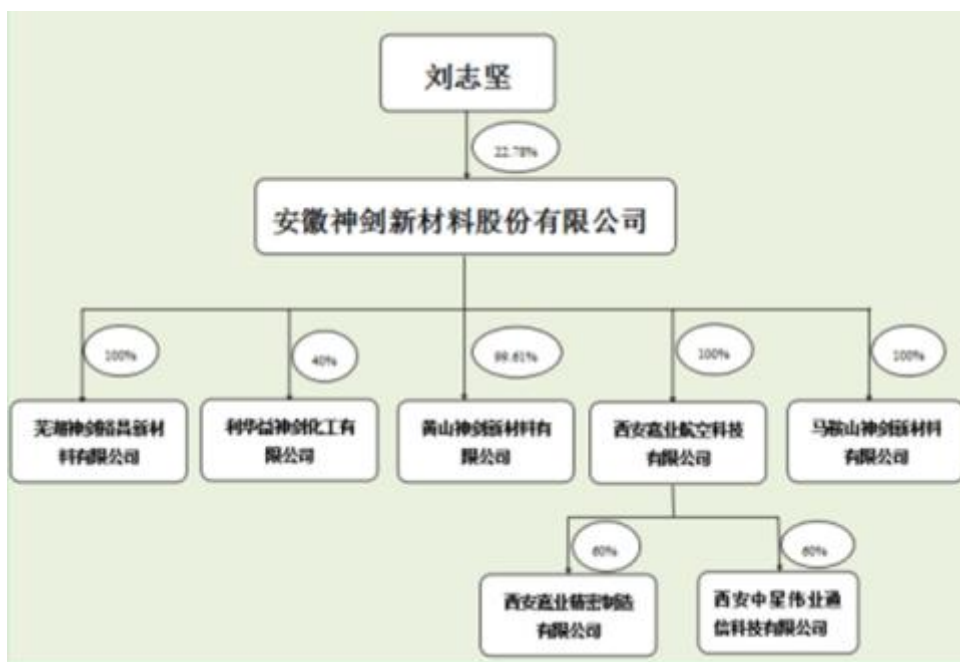 刘志坚
22.78%
安徽神剑新材料股份有限公司
100%
40%
99.61%
100%
100%
芜湖神剑裕昌新材
料有限公司
利华益神剑化工有
限公司
黄山神剑新材料有
限公司
西安嘉业航空科技
有限公司
马鞍山神剑新材料
有限公司
60%
60%
西安嘉业精密制造
有限公司
西安中星伟业通
信科技有限公司